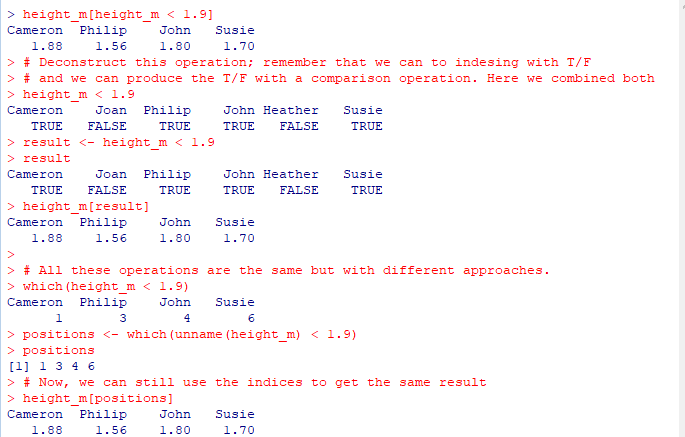 > height_m[height_m < 1.9]
Cameron  Philip    John   Susie
   1.88    1.56    1.80    1.70
> # Deconstruct this operation; remember that we can to indesing with T/F
> # and we can produce the T/F with a comparison operation. Here we combined both
> height_m < 1.9
Cameron    Joan  Philip    John Heather   Susie
   TRUE   FALSE    TRUE    TRUE   FALSE    TRUE
> result <- height_m < 1.9
> result
Cameron    Joan  Philip    John Heather   Susie
   TRUE   FALSE    TRUE    TRUE   FALSE    TRUE
> height_m[result]
Cameron  Philip    John   Susie
   1.88    1.56    1.80    1.70
>
> # All these operations are the same but with different approaches.
> which(height_m < 1.9)
Cameron  Philip    John   Susie
      1       3       4       6
> positions <- which(unname(height_m) < 1.9)
> positions
[1] 1 3 4 6
> # Now, we can still use the indices to get the same result
> height_m[positions]
Cameron  Philip    John   Susie
   1.88    1.56    1.80    1.70